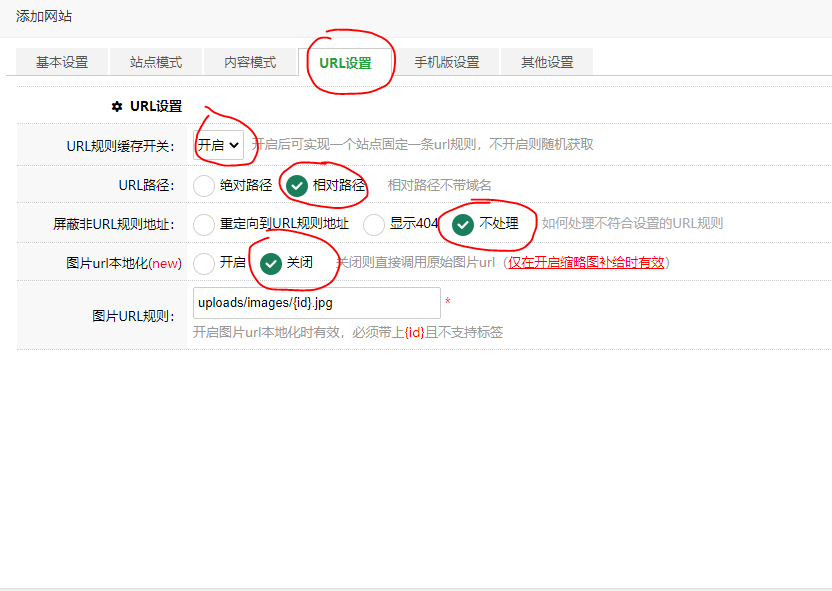 添加网站
基本设置 站点模式 内容模式 URL设置 手机版设置 其他设置
URL设置
URL规则缓存开关： 开启 开启后可实现一个站点固定一条url规则，不开启则随机获取
URL路径： 绝对路径 相对路径 相对路径不带域名
屏蔽非URL规则地址： 重定向到URL规则地址 显示404 不处理 如何处理不符合设置的URL规则
图片url本地化(new) 开启 关闭 关闭则直接调用原始图片url（仅在开启缩略图补给时有效）
图片URL规则： uploads/images/{id}.jpg *
开启图片url本地化时有效，必须带上{id}且不支持标签